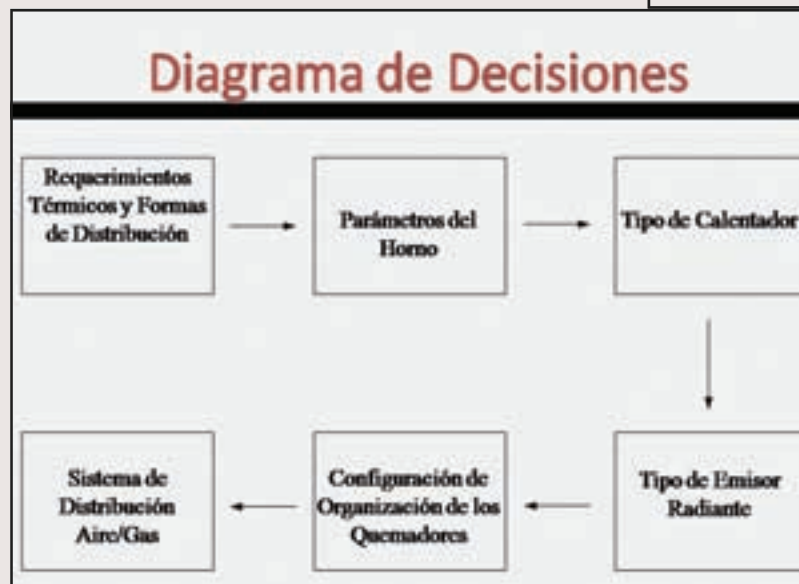 Diagrama de Decisiones
Requerimientos
Térmicos y Formas
de Distribución
Parámetros del
Horno
Tipo de Calentador
Tipo de Emisor
Radiante
Configuración de
Organización de los
Quemadores
Sistema de
Distribución
Aire/Gas